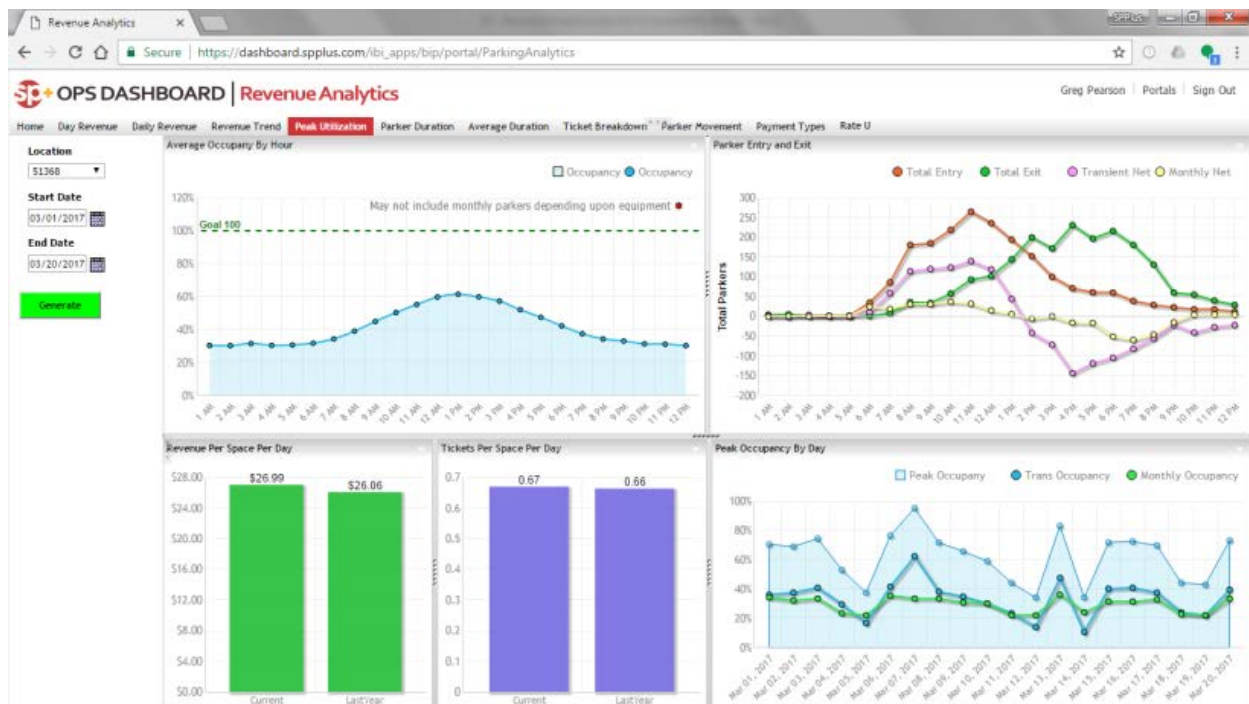 Revenue Analytics
SPPlus
Secure | https://dashboard.spplus.com/ibi_apps/bip/portal/ParkingAnalytics
sp+ OPS DASHBOARD | Revenue Analytics
Greg Pearson | Portals | Sign Out
Home Day Revenue Daily Revenue Revenue Trend Peak Utilization Parker Duration Average Duration Ticket Breakdown Parker Movement Payment Types Rate U
Location
51368
Start Date
03/01/2017
End Date
03/20/2017
Generate
Average Occupany By Hour
Occupancy Occupancy
May not include monthly parkers depending upon equipment
Goal 100
120%
100%
80%
60%
40%
20%
0%
1 AM 2 AM 3 AM 4 AM 5 AM 6 AM 7 AM 8 AM 9 AM 10 AM 11 AM 12 AM 1 PM 2 PM 3 PM 4 PM 5 PM 6 PM 7 PM 8 PM 9 PM 10 PM 11 PM 12 PM
Parker Entry and Exit
Total Entry Total Exit Transient Net Monthly Net
Total Parkers
300
250
200
150
100
50
0
-50
-100
-150
-200
1 AM 2 AM 3 AM 4 AM 5 AM 6 AM 7 AM 8 AM 9 AM 10 AM 11 AM 12 AM 1 PM 2 PM 3 PM 4 PM 5 PM 6 PM 7 PM 8 PM 9 PM 10 PM 11 PM 12 PM
Revenue Per Space Per Day
$28.00
$24.00
$20.00
$16.00
$12.00
$8.00
$4.00
$0.00
$26.99 $26.06
Current LastYear
Tickets Per Space Per Day
0.7
0.6
0.5
0.4
0.3
0.2
0.1
0
0.67 0.66
Current LastYear
Peak Occupancy By Day
Peak Occupany Trans Occupancy Monthly Occupancy
100%
80%
60%
40%
20%
0%
Mar 01, 2017 Mar 02, 2017 Mar 03, 2017 Mar 04, 2017 Mar 05, 2017 Mar 06, 2017 Mar 07, 2017 Mar 08, 2017 Mar 09, 2017 Mar 10, 2017 Mar 11, 2017 Mar 12, 2017 Mar 13, 2017 Mar 14, 2017 Mar 15, 2017 Mar 16, 2017 Mar 17, 2017 Mar 18, 2017 Mar 19, 2017 Mar 20, 2017